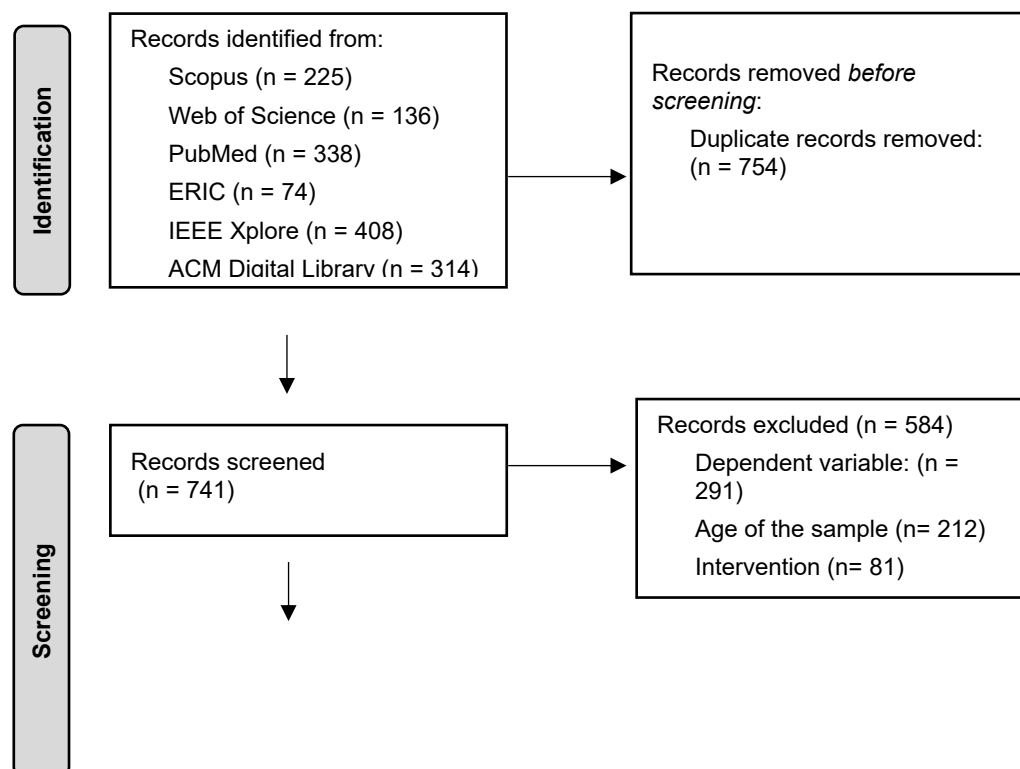 Identification
Records identified from:
Scopus (n = 225)
Web of Science (n = 136)
PubMed (n = 338)
ERIC (n = 74)
IEEE Xplore (n = 408)
ACM Digital Library (n = 314)
Records removed before
screening:
Duplicate records removed:
(n = 754)
Screening
Records screened
(n = 741)
Records excluded (n = 584)
Dependent variable: (n =
291)
Age of the sample (n= 212)
Intervention (n= 81)